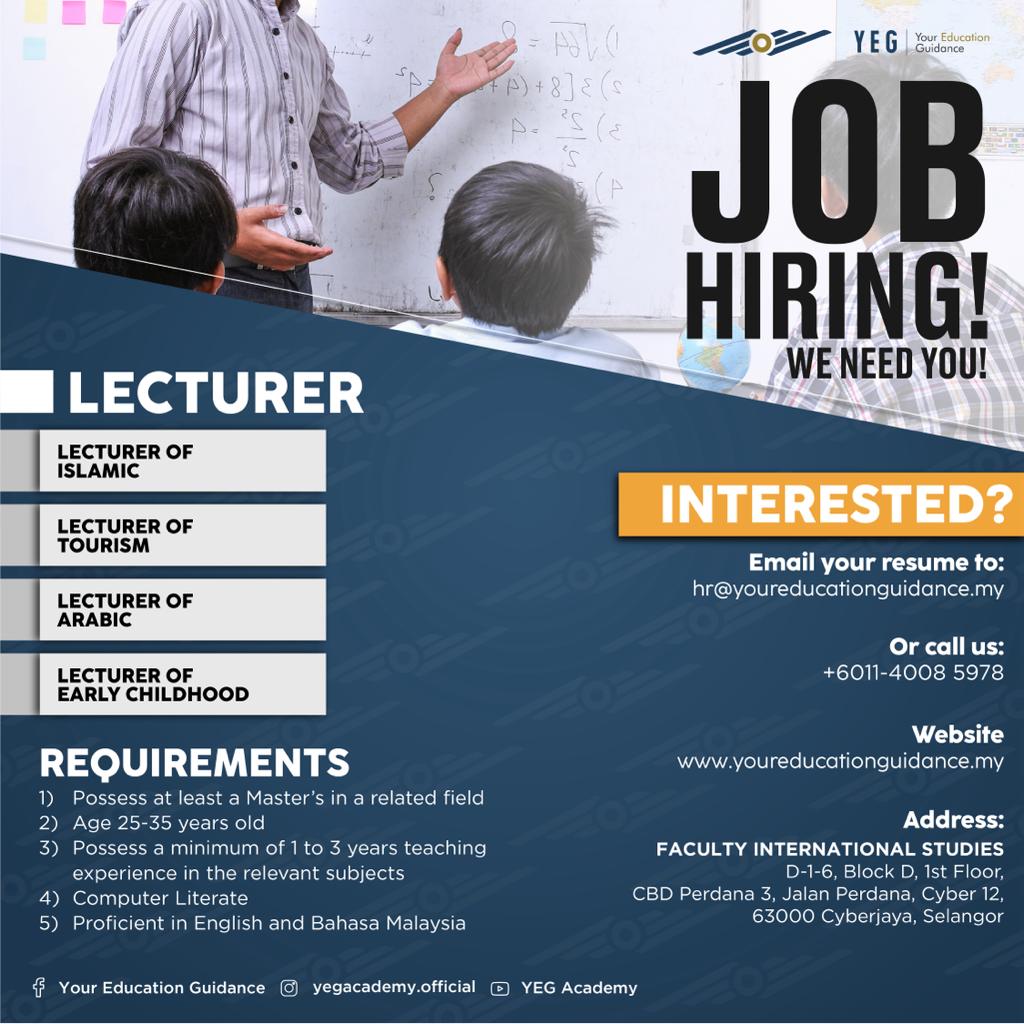 YEG
Your Education
Guidance
JOB
HIRING!
WE NEED YOU!
LECTURER
LECTURER OF
ISLAMIC
LECTURER OF
TOURISM
LECTURER OF
ARABIC
LECTURER OF
EARLY CHILDHOOD
REQUIREMENTS
1) Possess at least a Master's in a related field
2) Age 25-35 years old
3) Possess a minimum of 1 to 3 years teaching
experience in the relevant subjects
4) Computer Literate
5) Proficient in English and Bahasa Malaysia
INTERESTED?
Email your resume to:
hr@youreducationguidance.my
Or call us:
+6011-4008 5978
Website
www.youreducationguidance.my
Address:
FACULTY INTERNATIONAL STUDIES
D-1-6, Block D, 1st Floor,
CBD Perdana 3, Jalan Perdana, Cyber 12,
63000 Cyberjaya, Selangor
Your Education Guidance yegacademy.official YEG Academy